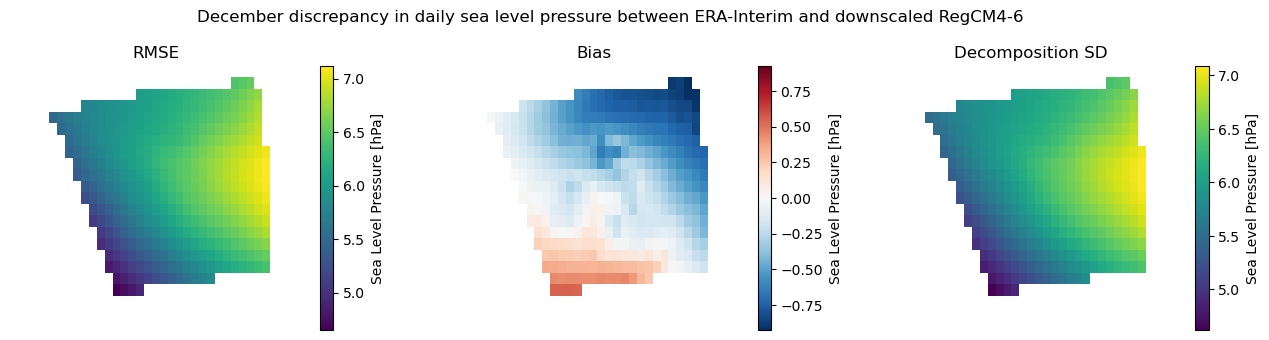 December discrepancy in daily sea level pressure between ERA-Interim and downscaled RegCM4-6
RMSE
7.0
6.5
6.0
5.5
5.0
Sea Level Pressure [hPa]
Bias
0.75
0.50
0.25
0.00
−0.25
−0.50
−0.75
Sea Level Pressure [hPa]
Decomposition SD
7.0
6.5
6.0
5.5
5.0
Sea Level Pressure [hPa]